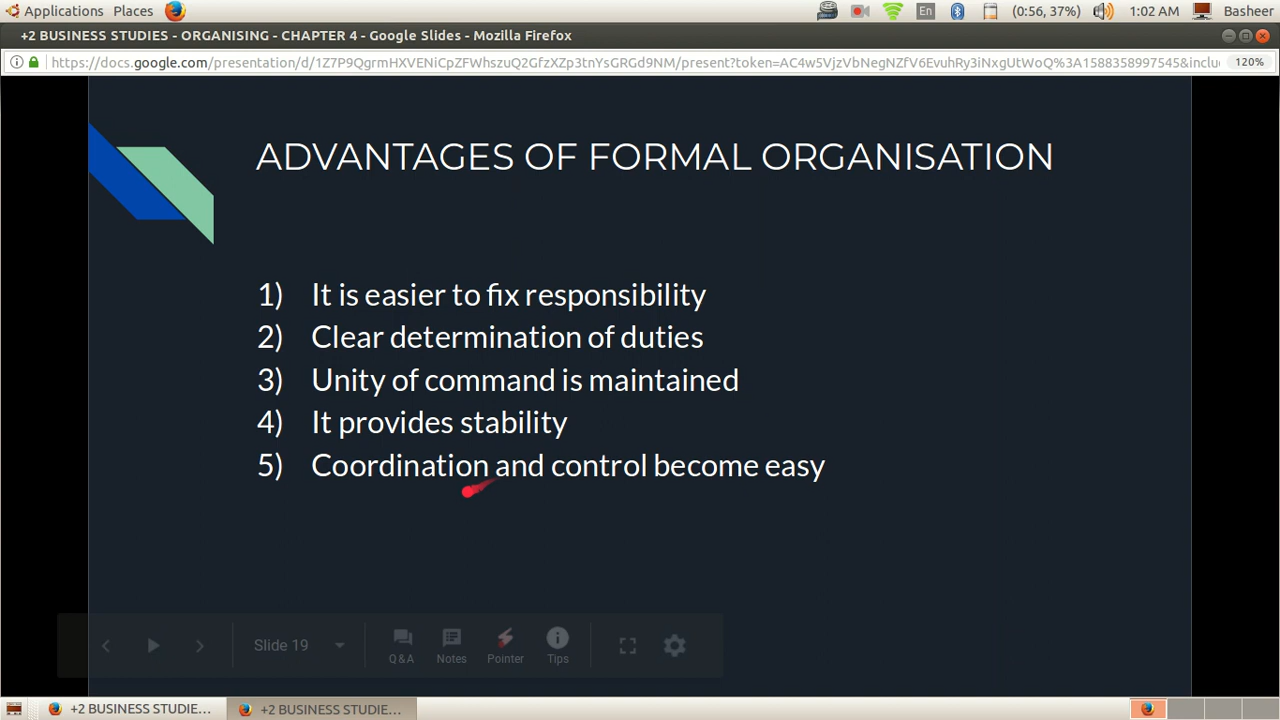 Applications Places En (0:56, 37%) 1:02 AM Basheer
+2 BUSINESS STUDIES - ORGANISING - CHAPTER 4 - Google Slides - Mozilla Firefox
https://docs.google.com/presentation/d/1Z7P9QgrmHXVENiCpZFWhszuQ2GfzXZp3tnYsGRGd9NM/present?token=AC4w5VjzVbNegNZfV6EvuhRy3iNxgUtWoQ%3A1588358997545&inclu 120%
ADVANTAGES OF FORMAL ORGANISATION
1) It is easier to fix responsibility
2) Clear determination of duties
3) Unity of command is maintained
4) It provides stability
5) Coordination and control become easy
Slide 19 Q&A Notes Pointer Tips
+2 BUSINESS STUDIE... +2 BUSINESS STUDIE...